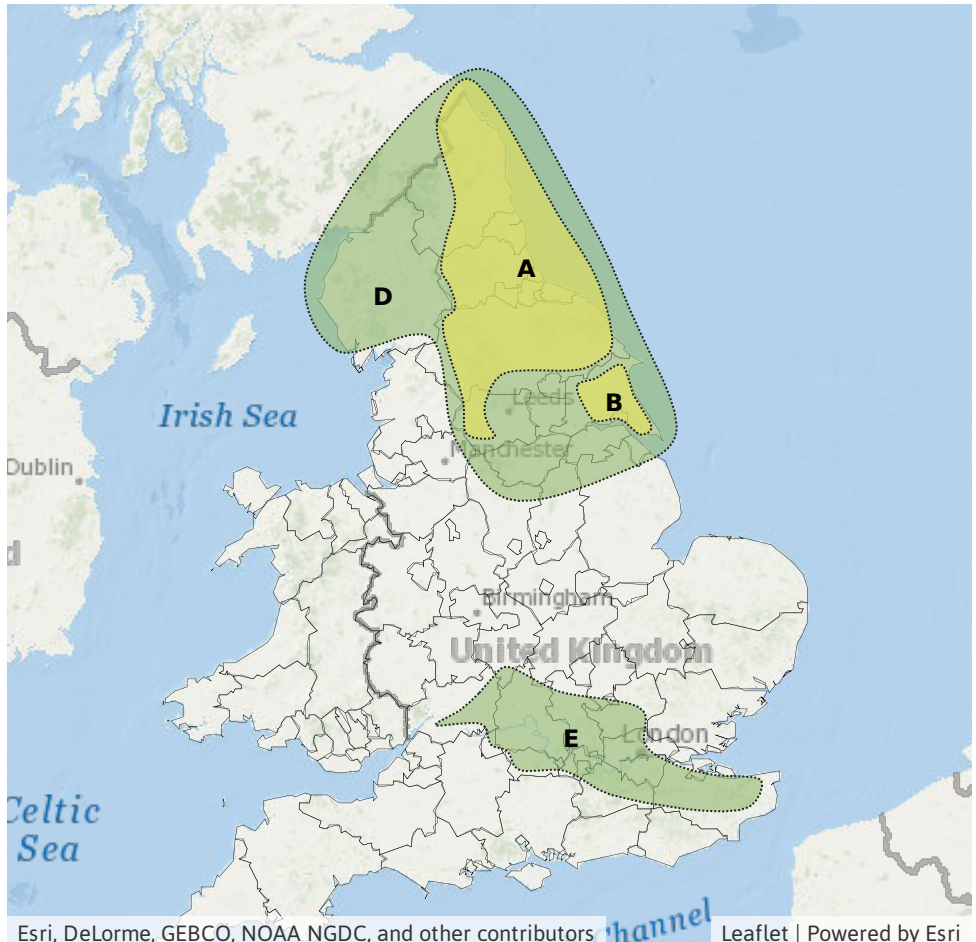 A
D
Leeds
B
Irish Sea
Manchester
Dublin
d
Birmingham
United Kingdom
E
London
Celtic
Sea
Channel
Esri, DeLorme, GEBCO, NOAA NGDC, and other contributors
Leaflet | Powered by Esri